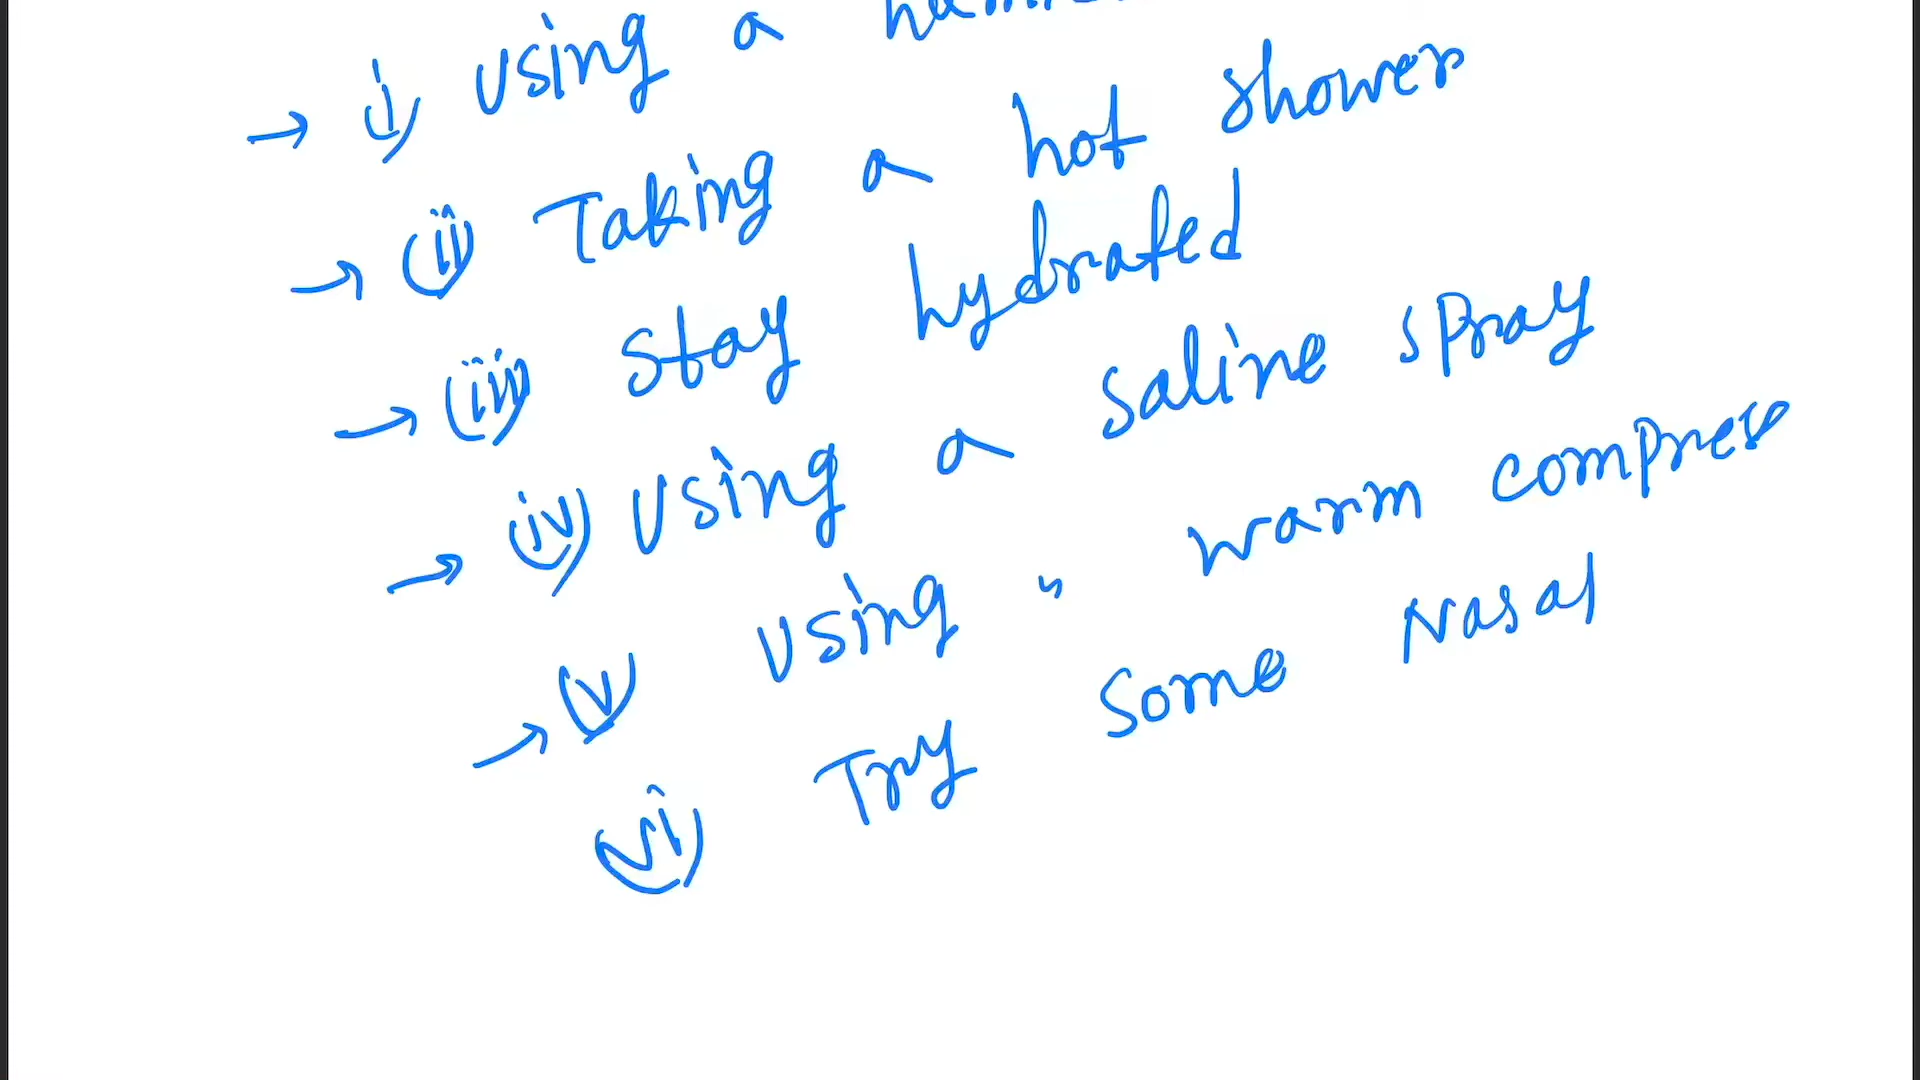 → (i) Using a
→ (ii) Taking a hot shower
→ (iii) Stay hydrated
→ (iv) Using a saline spray
→ (v) Using " warm compress
(vi) Try some Nasal